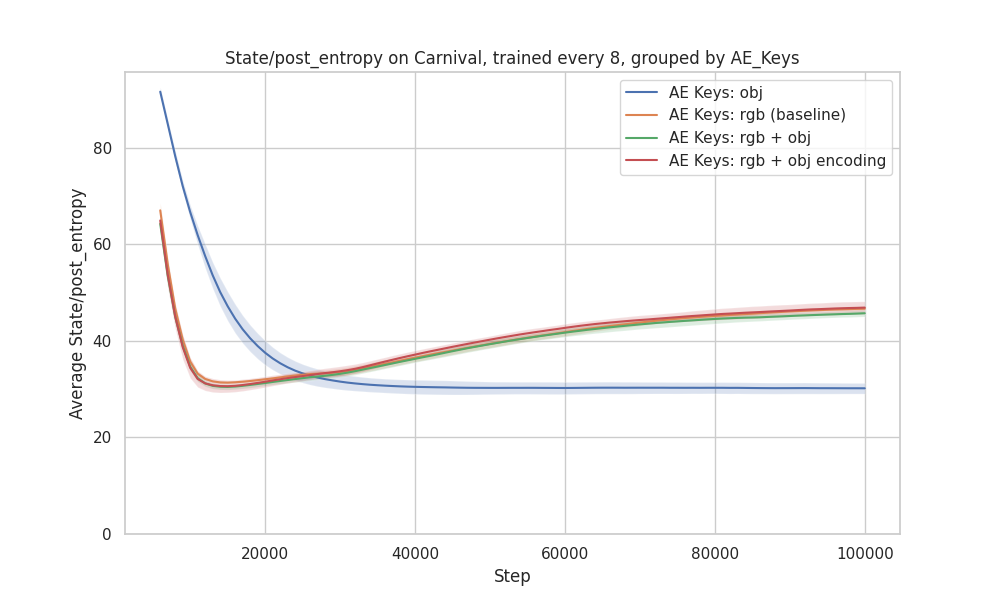 State/post_entropy on Carnival, trained every 8, grouped by AE_Keys
AE Keys: obj
AE Keys: rgb (baseline)
AE Keys: rgb + obj
AE Keys: rgb + obj encoding
Average State/post_entropy
80
60
40
20
0
20000 40000 60000 80000 100000
Step